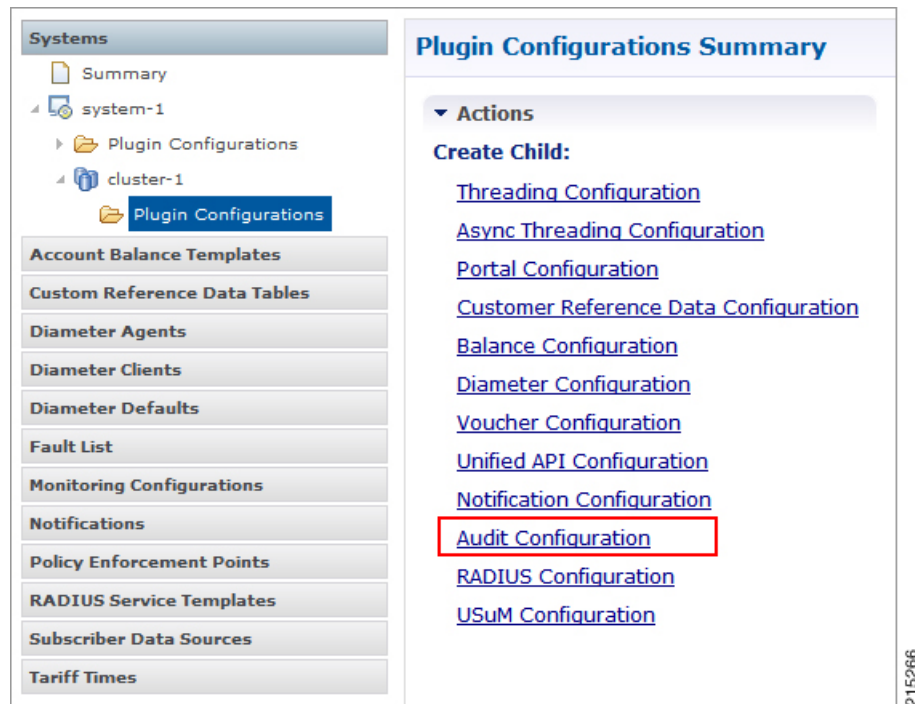 Systems
Summary
system-1
Plugin Configurations
cluster-1
Plugin Configurations
Account Balance Templates
Custom Reference Data Tables
Diameter Agents
Diameter Clients
Diameter Defaults
Fault List
Monitoring Configurations
Notifications
Policy Enforcement Points
RADIUS Service Templates
Subscriber Data Sources
Tariff Times
Plugin Configurations Summary
Actions
Create Child:
Threading Configuration
Async Threading Configuration
Portal Configuration
Customer Reference Data Configuration
Balance Configuration
Diameter Configuration
Voucher Configuration
Unified API Configuration
Notification Configuration
Audit Configuration
RADIUS Configuration
USuM Configuration
215266